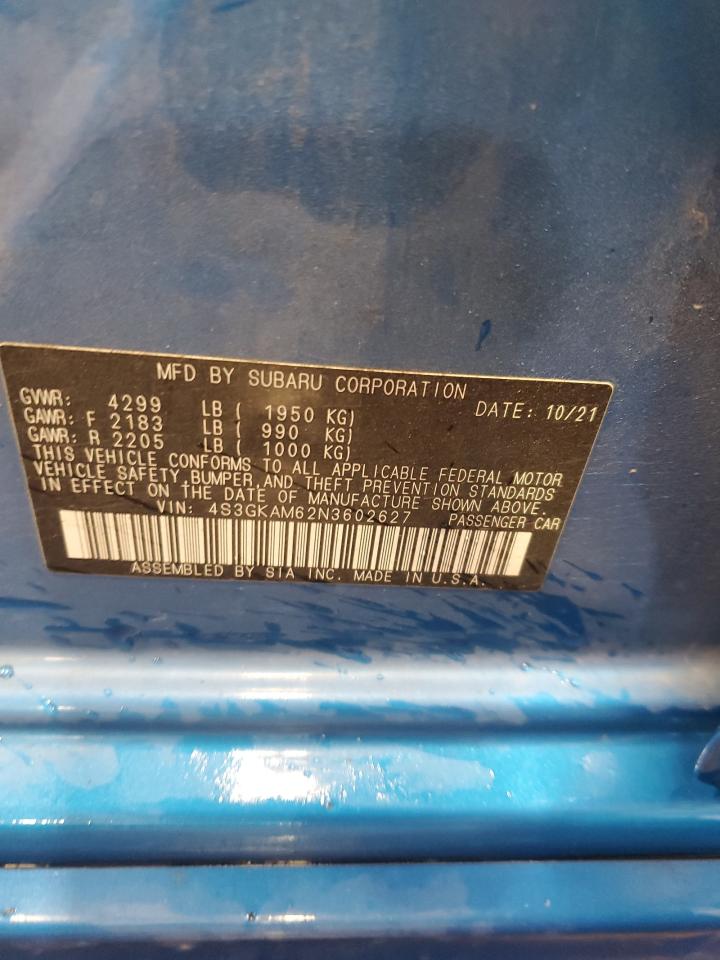 MFD BY SUBARU CORPORATION
GVWR: 4299 LB ( 1950 KG) DATE: 10/21
GAWR: F 2183 LB ( 990 KG)
GAWR: R 2205 LB ( 1000 KG)
THIS VEHICLE CONFORMS TO ALL APPLICABLE FEDERAL MOTOR
VEHICLE SAFETY, BUMPER, AND THEFT PREVENTION STANDARDS
IN EFFECT ON THE DATE OF MANUFACTURE SHOWN ABOVE.
VIN: 4S3GKAM62N3602627 PASSENGER CAR
ASSEMBLED BY SIA INC. MADE IN U.S.A.